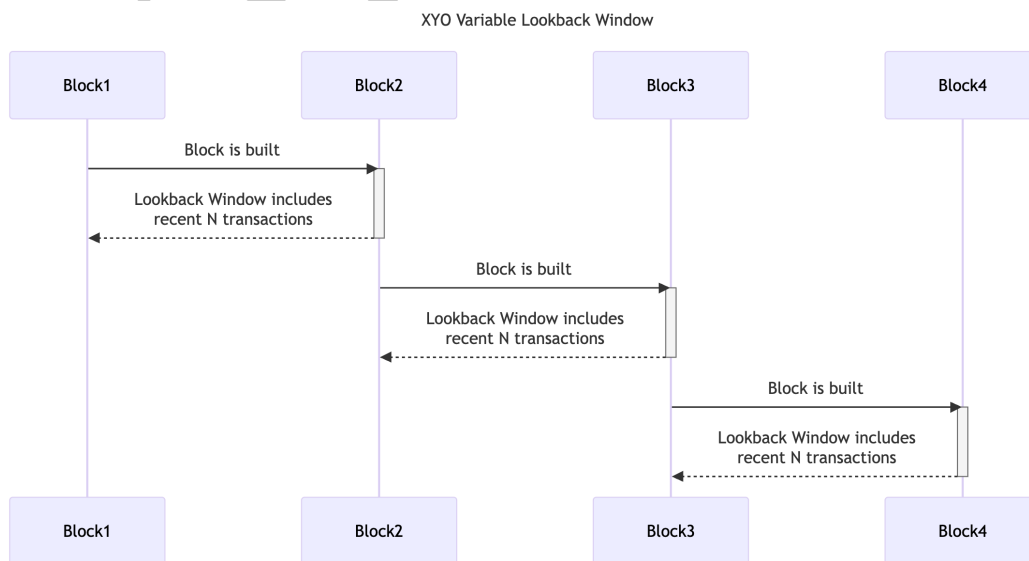 XYO Variable Lookback Window
Block1
Block2
Block3
Block4
Block is built
Lookback Window includes
recent N transactions
Block is built
Lookback Window includes
recent N transactions
Block is built
Lookback Window includes
recent N transactions
Block1
Block2
Block3
Block4